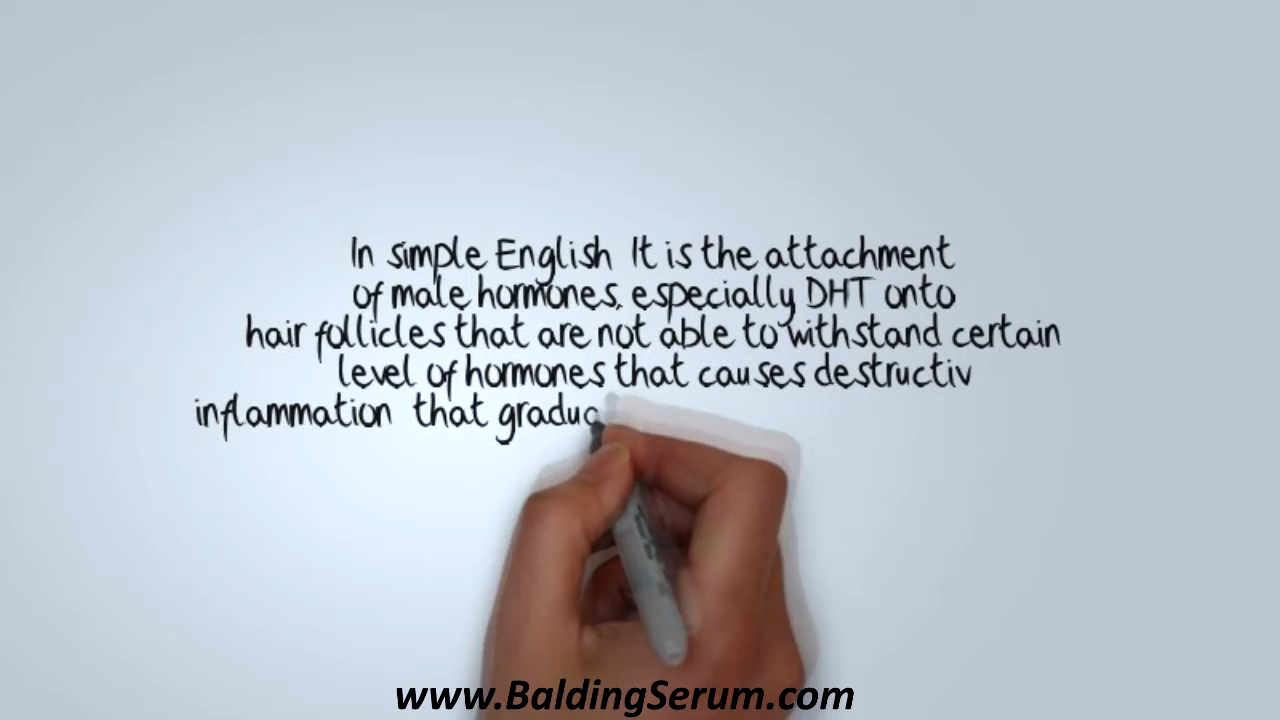 In simple English It is the attachment
of male hormones, especially DHT onto
hair follicles that are not able to withstand certain
level of hormones that causes destructiv
inflammation that gradua
www.BaldingSerum.com